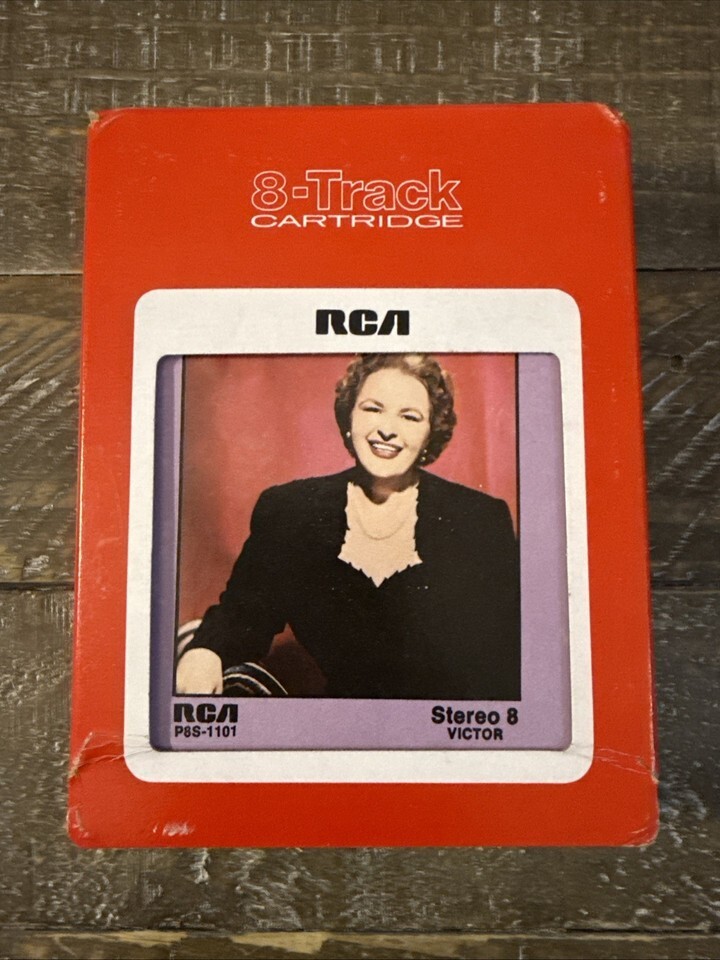 8-Track
CARTRIDGE
RCA
RCA
P8S-1101
Stereo 8
VICTOR